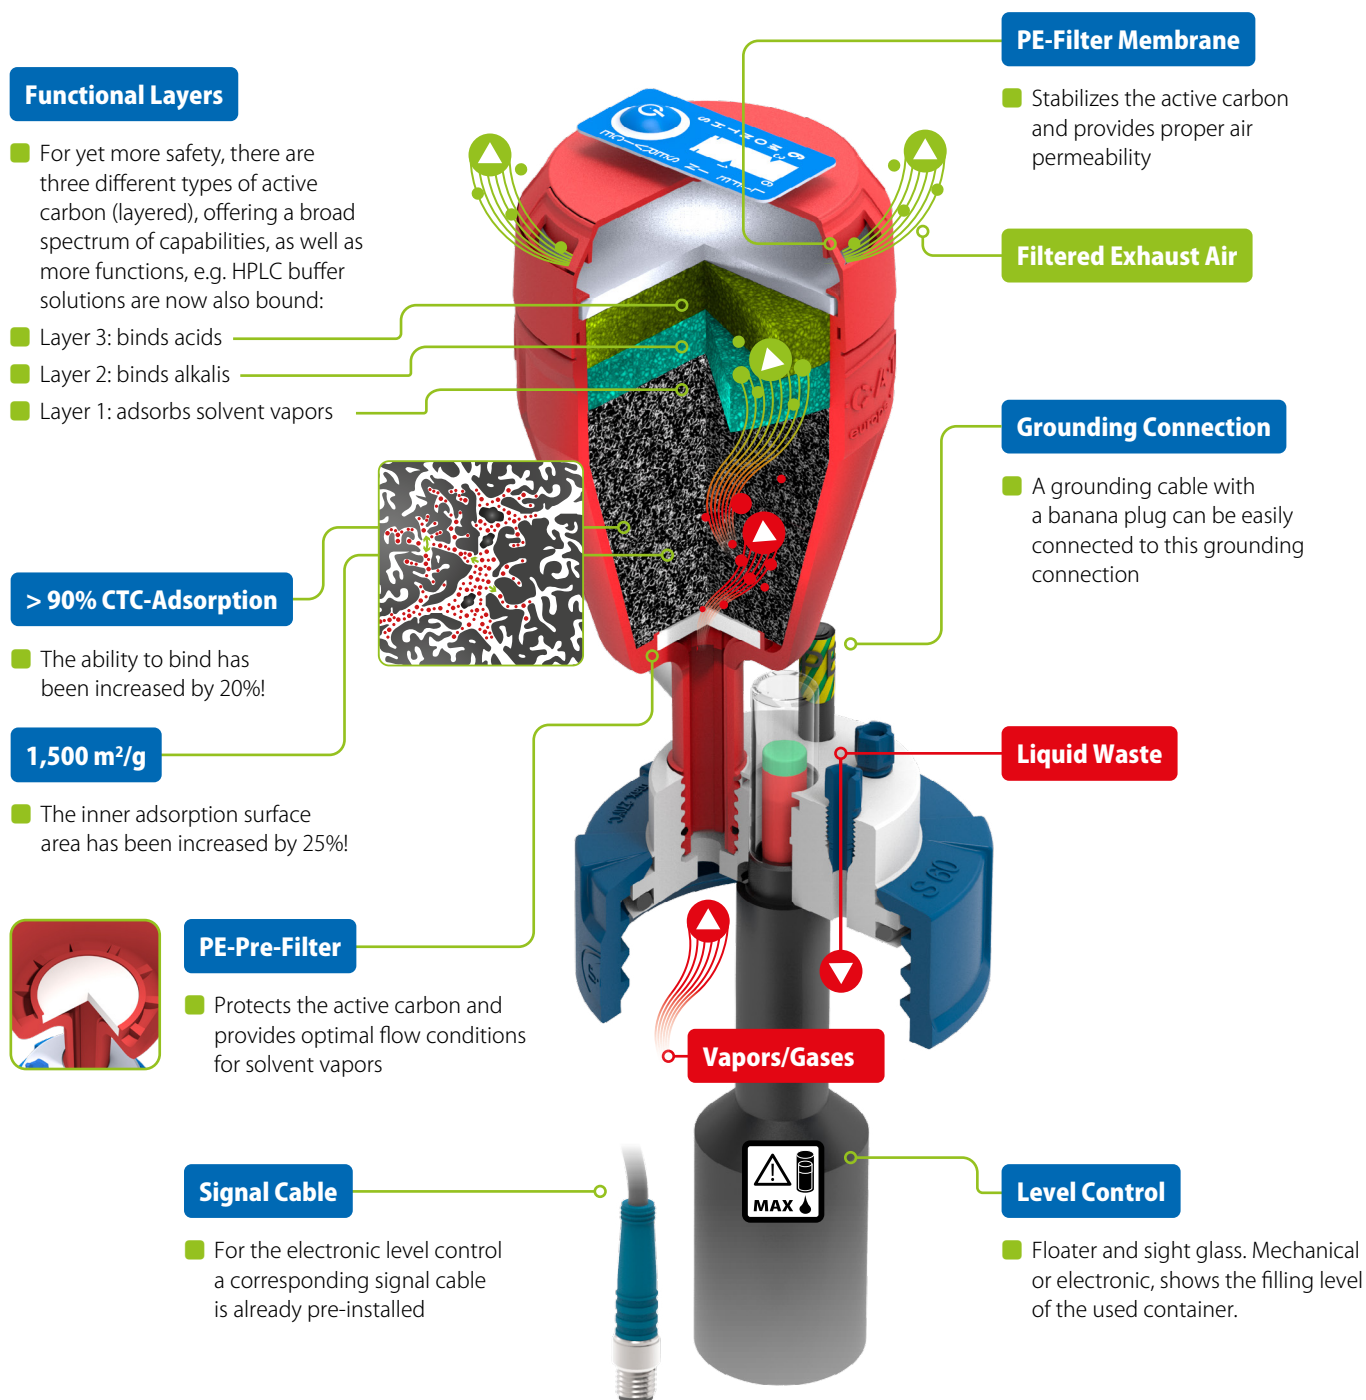 Functional Layers
For yet more safety, there are
three different types of active
carbon (layered), offering a broad
spectrum of capabilities, as well as
more functions, e.g. HPLC buffer
solutions are now also bound:
Layer 3: binds acids
Layer 2: binds alkalis
Layer 1: adsorbs solvent vapors
> 90% CTC-Adsorption
The ability to bind has
been increased by 20%!
1,500 m²/g
The inner adsorption surface
area has been increased by 25%!
PE-Pre-Filter
Protects the active carbon and
provides optimal flow conditions
for solvent vapors
Signal Cable
For the electronic level control
a corresponding signal cable
is already pre-installed
PE-Filter Membrane
Stabilizes the active carbon
and provides proper air
permeability
Filtered Exhaust Air
Grounding Connection
A grounding cable with
a banana plug can be easily
connected to this grounding
connection
Liquid Waste
Vapors/Gases
Level Control
Floater and sight glass. Mechanical
or electronic, shows the filling level
of the used container.
MAX
S 60